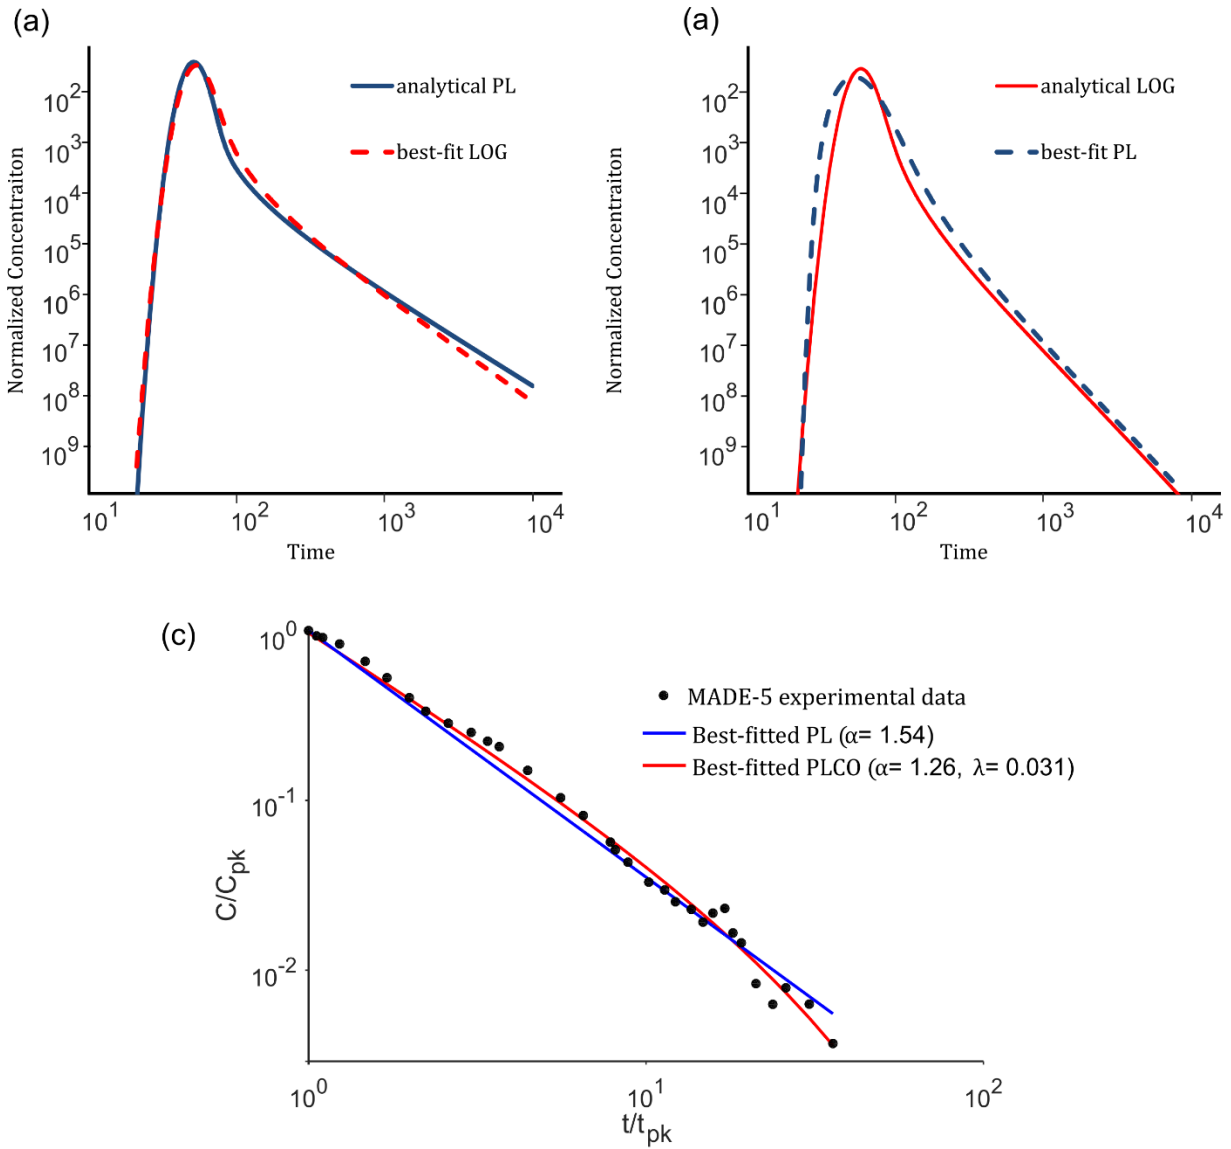 (a)
Normalized Concentraiton
10²
10³
10⁴
10⁵
10⁶
10⁷
10⁸
10⁹
analytical PL
best-fit LOG
10¹ 10² 10³ 10⁴
Time
(a)
Normalized Concentraiton
10²
10³
10⁴
10⁵
10⁶
10⁷
10⁸
10⁹
analytical LOG
best-fit PL
10¹ 10² 10³ 10⁴
Time
(c)
C/Cpk
10⁰
10⁻¹
10⁻²
MADE-5 experimental data
Best-fitted PL (α= 1.54)
Best-fitted PLCO (α= 1.26, λ= 0.031)
10⁰ 10¹ 10²
t/tpk